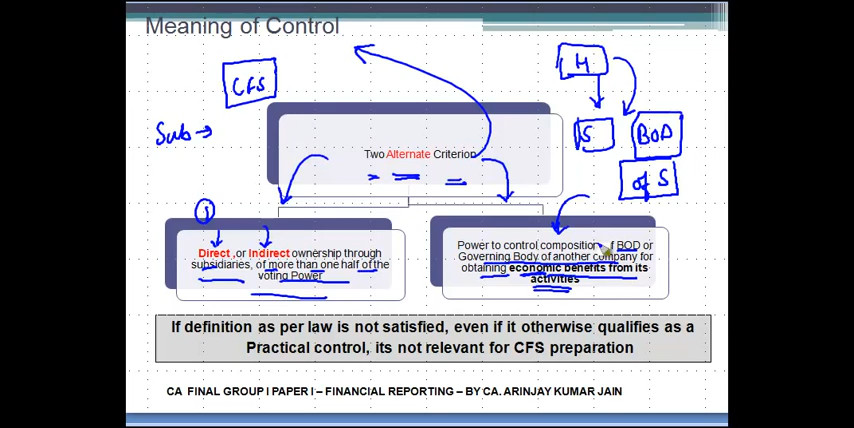 Meaning of Control
CFS
H
Sub →
S
BOD
of S
Two Alternate Criterion
1
Direct ,or Indirect ownership through
subsidiaries, of more than one half of the
voting Power
Power to control composition of BOD or
Governing Body of another company for
obtaining economic benefits from its
activities
If definition as per law is not satisfied, even if it otherwise qualifies as a
Practical control, its not relevant for CFS preparation
CA FINAL GROUP I PAPER I – FINANCIAL REPORTING – BY CA. ARINJAY KUMAR JAIN